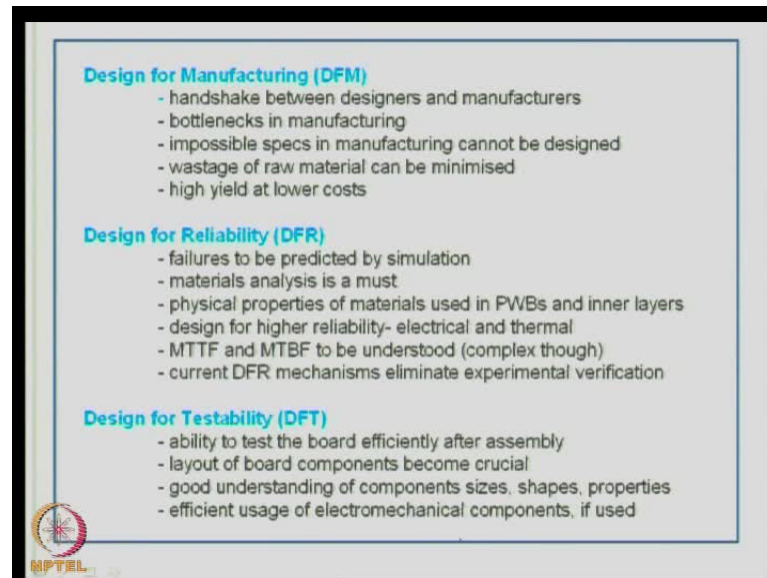 Design for Manufacturing (DFM)
- handshake between designers and manufacturers
- bottlenecks in manufacturing
- impossible specs in manufacturing cannot be designed
- wastage of raw material can be minimised
- high yield at lower costs
Design for Reliability (DFR)
- failures to be predicted by simulation
- materials analysis is a must
- physical properties of materials used in PWBs and inner layers
- design for higher reliability- electrical and thermal
- MTTF and MTBF to be understood (complex though)
- current DFR mechanisms eliminate experimental verification
Design for Testability (DFT)
- ability to test the board efficiently after assembly
- layout of board components become crucial
- good understanding of components sizes, shapes, properties
- efficient usage of electromechanical components, if used
NPTEL